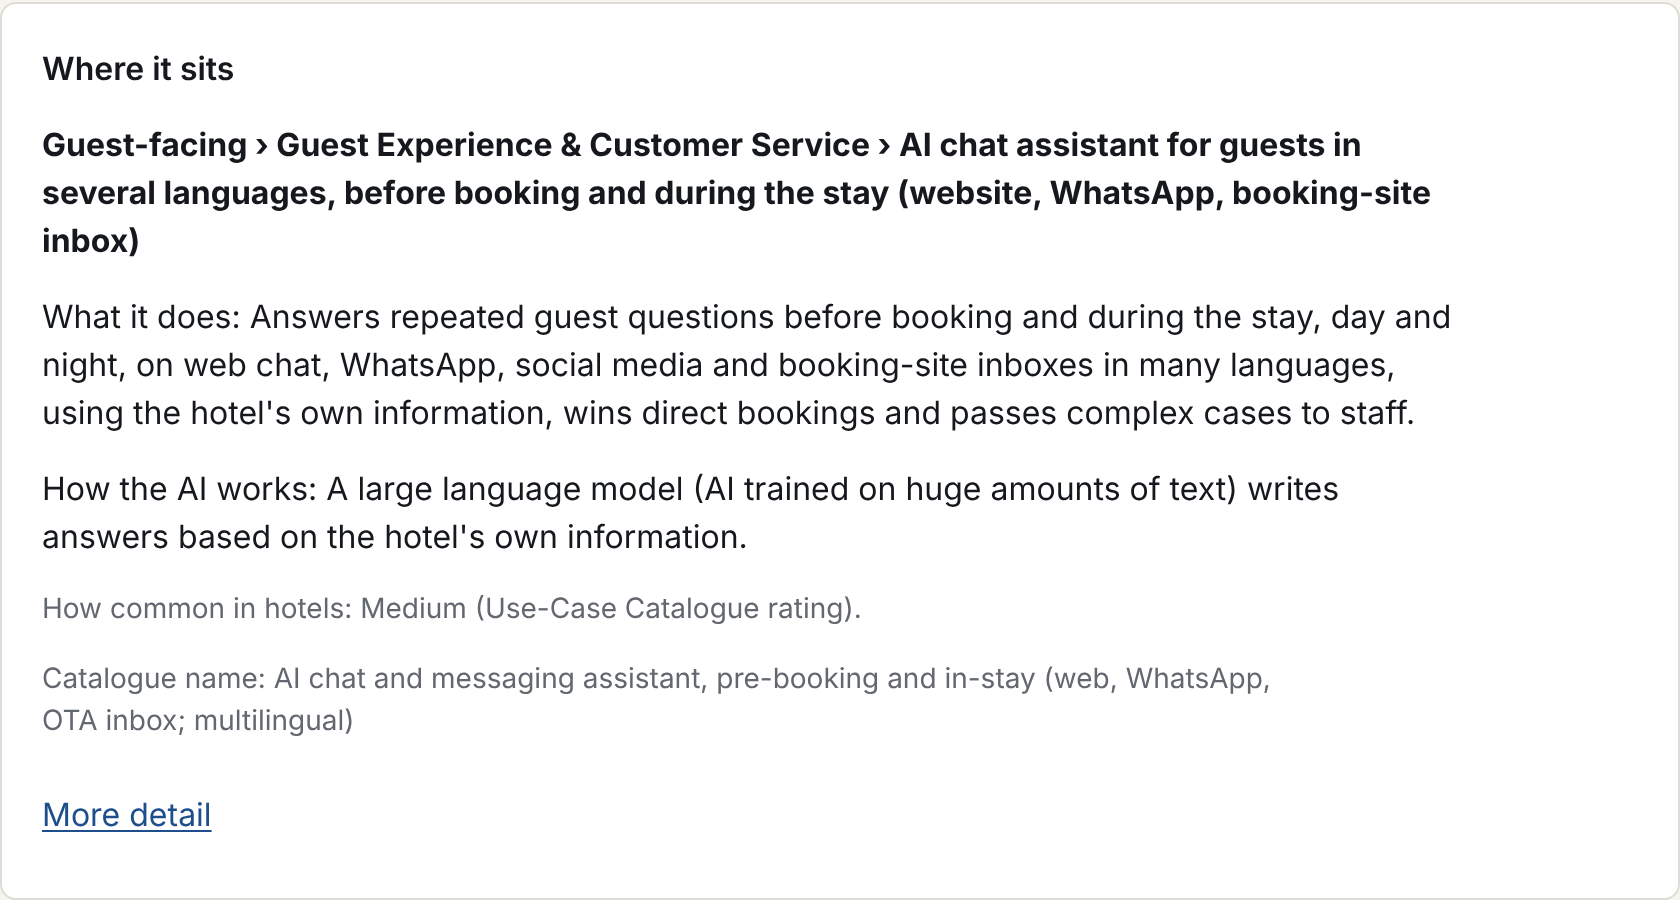 Where it sits
Guest-facing › Guest Experience & Customer Service › AI chat assistant for guests in
several languages, before booking and during the stay (website, WhatsApp, booking-site
inbox)
What it does: Answers repeated guest questions before booking and during the stay, day and
night, on web chat, WhatsApp, social media and booking-site inboxes in many languages,
using the hotel's own information, wins direct bookings and passes complex cases to staff.
How the AI works: A large language model (AI trained on huge amounts of text) writes
answers based on the hotel's own information.
How common in hotels: Medium (Use-Case Catalogue rating).
Catalogue name: AI chat and messaging assistant, pre-booking and in-stay (web, WhatsApp,
OTA inbox; multilingual)
More detail